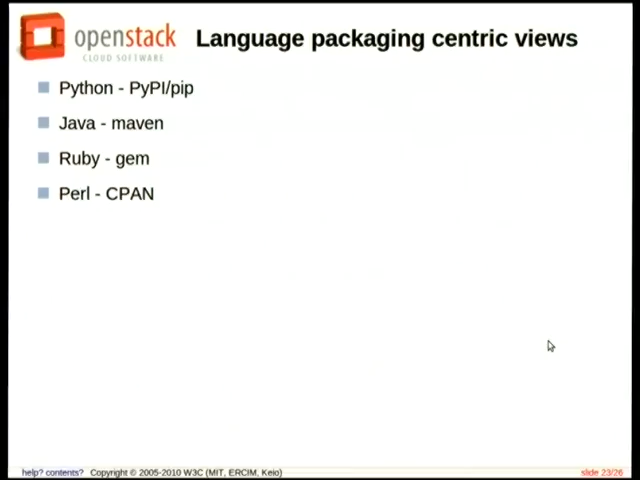 openstack
CLOUD SOFTWARE
Language packaging centric views
Python - PyPI/pip
Java - maven
Ruby - gem
Perl - CPAN
help? contents? Copyright © 2005-2010 W3C (MIT, ERCIM, Keio)
slide 23/26